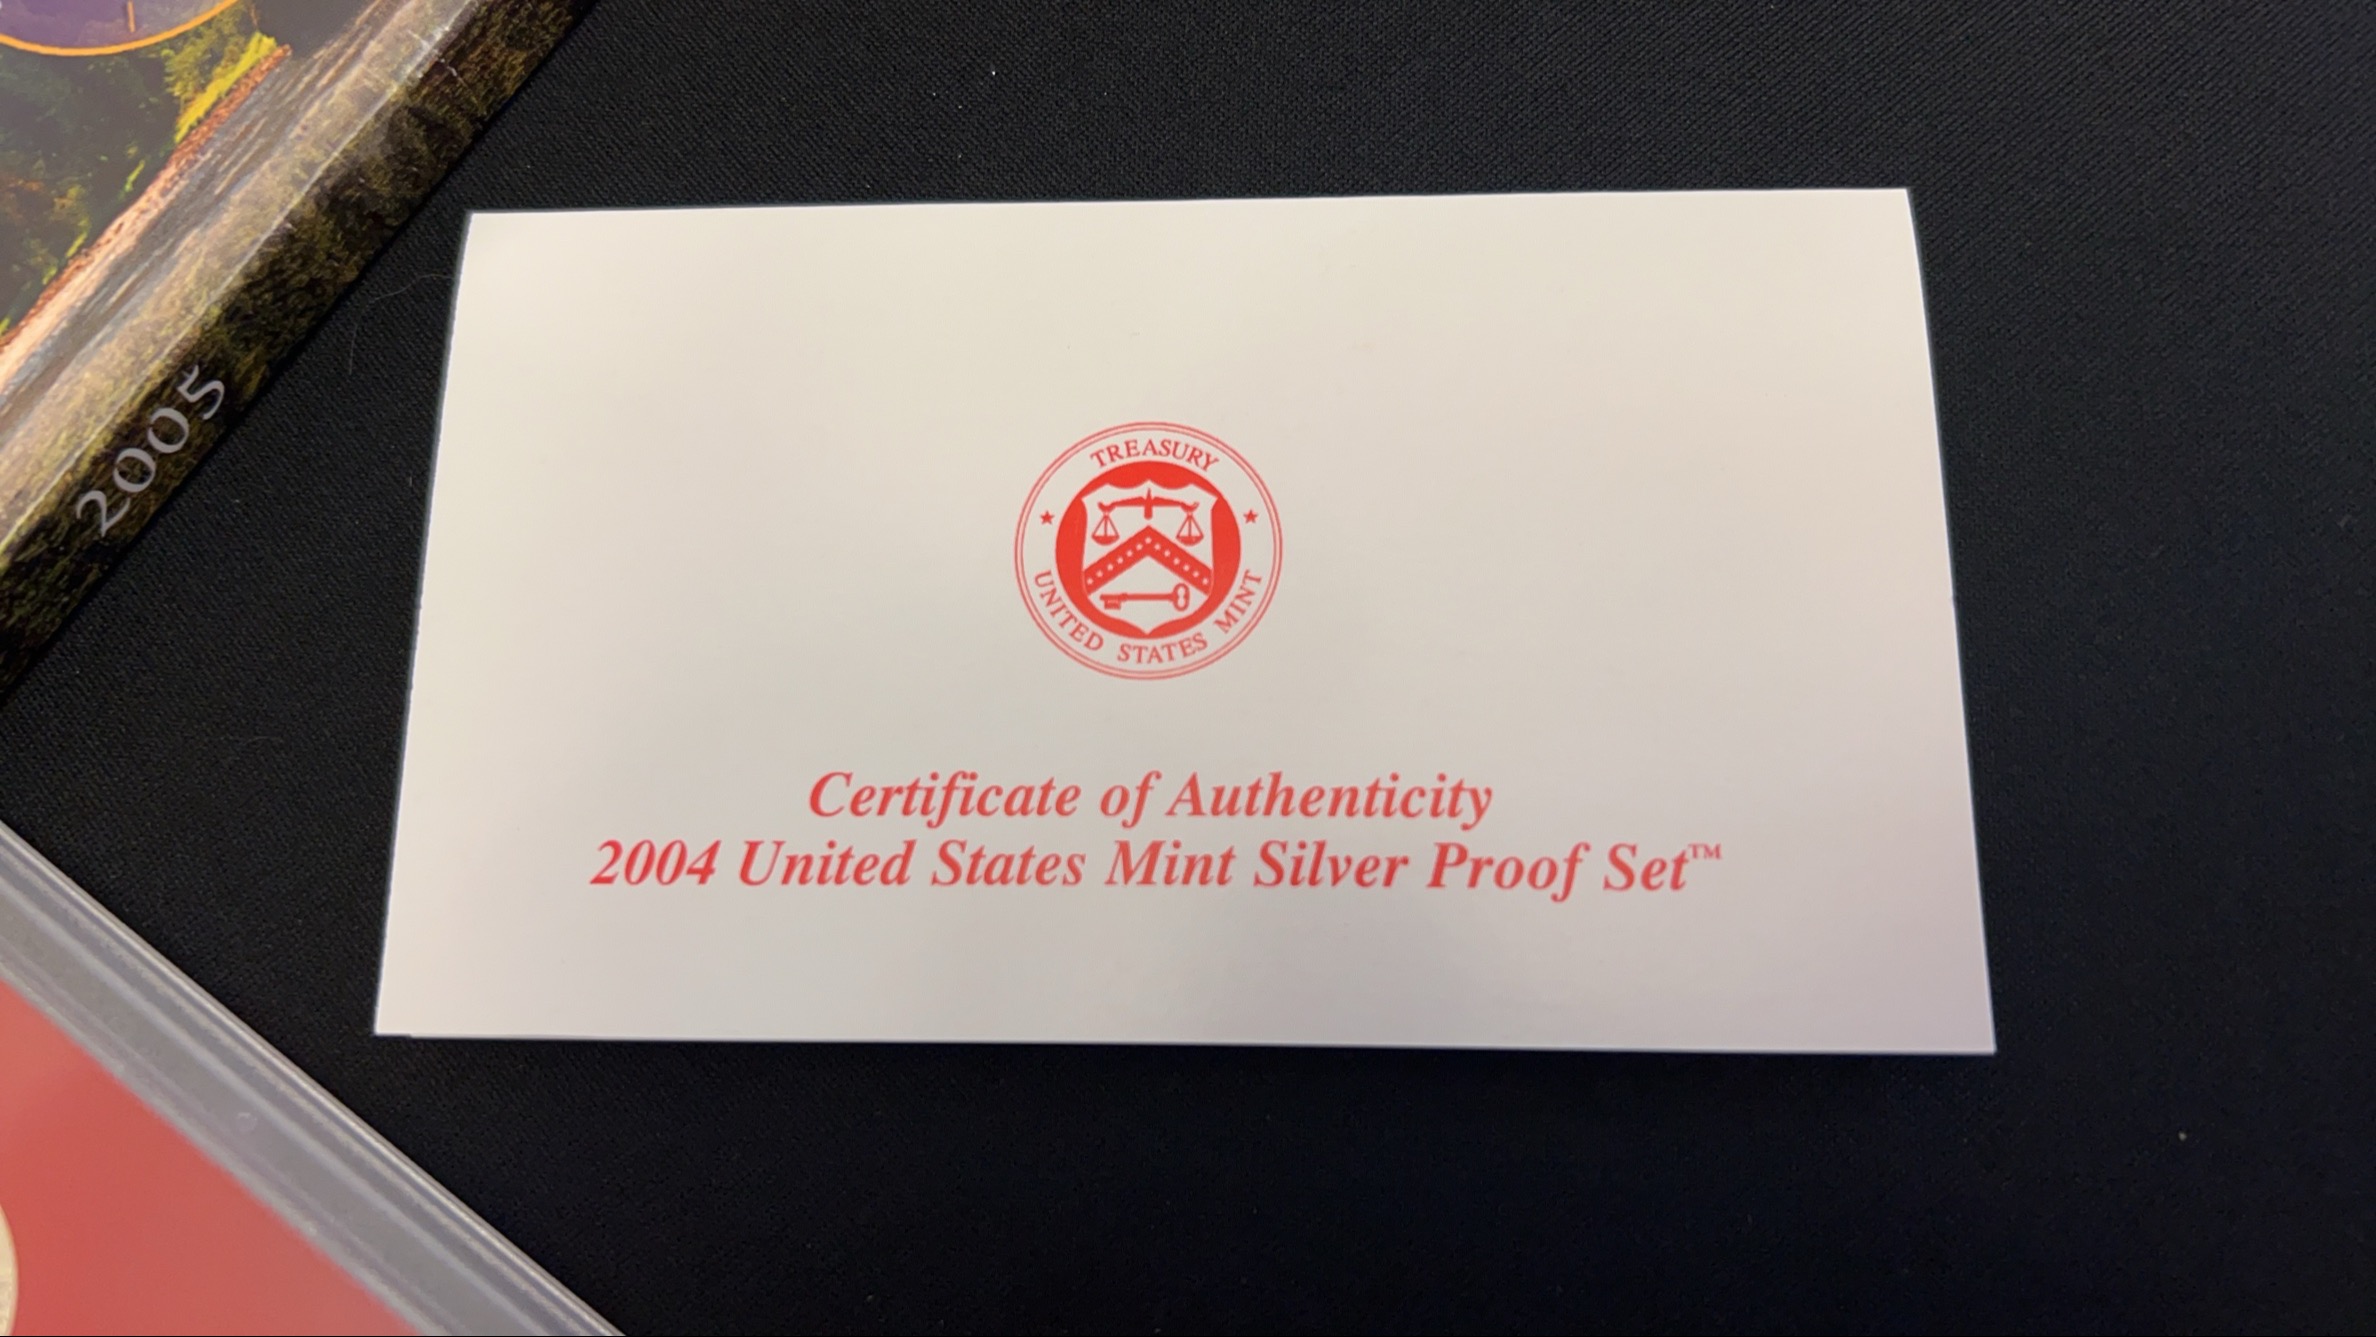 2005
TREASURY
UNITED STATES MINT
Certificate of Authenticity
2004 United States Mint Silver Proof Set™